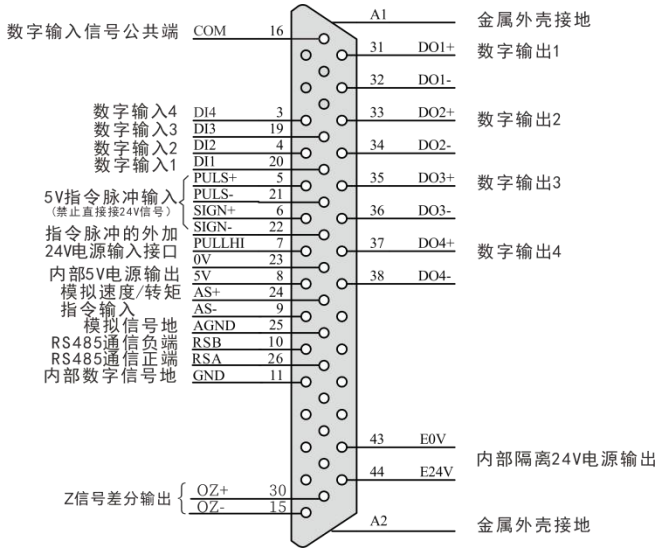 A1 金属外壳接地
数字输入信号公共端 COM 16
31 DO1+ 数字输出1
32 DO1-
数字输入4 DI4 3
33 DO2+ 数字输出2
数字输入3 DI3 19
数字输入2 DI2 4
34 DO2-
数字输入1 DI1 20
PULS+ 5
35 DO3+ 数字输出3
5V指令脉冲输入 PULS- 21
(禁止直接接24V信号) SIGN+ 6
36 DO3-
指令脉冲的外加 SIGN- 22
24V电源输入接口 PULLHI 7
37 DO4+ 数字输出4
0V 23
内部5V电源输出 5V 8
38 DO4-
模拟速度/转矩 AS+ 24
指令输入 AS- 9
模拟信号地 AGND 25
RS485通信负端 RSB 10
RS485通信正端 RSA 26
内部数字信号地 GND 11
43 E0V
内部隔离24V电源输出
44 E24V
Z信号差分输出 OZ+ 30
OZ- 15
A2 金属外壳接地